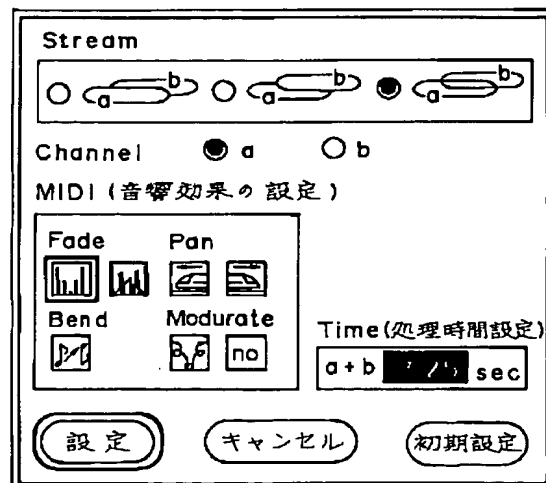 Stream
a b a b a b
Channel a b
MIDI (音響効果の設定)
Fade Pan
Bend Modurate
no
Time(処理時間設定)
a+b sec
設定 キャンセル 初期設定